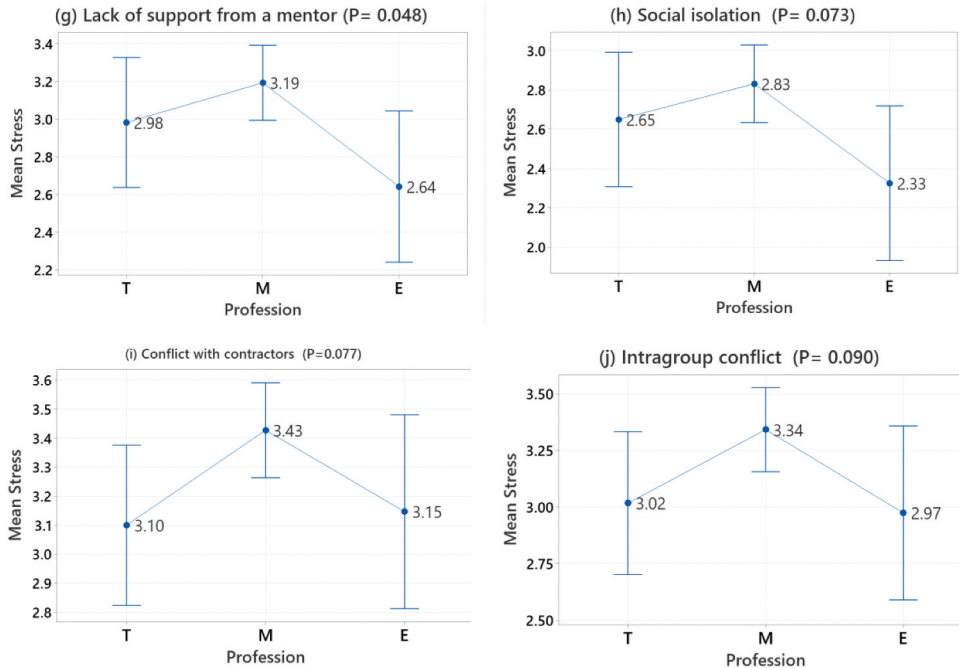 (g) Lack of support from a mentor (P= 0.048)
3.4
3.2
3.0
2.8
2.6
2.4
2.2
Mean Stress
2.98
3.19
2.64
T M E
Profession
(h) Social isolation (P= 0.073)
3.0
2.8
2.6
2.4
2.2
2.0
Mean Stress
2.65
2.83
2.33
T M E
Profession
(i) Conflict with contractors (P=0.077)
3.6
3.5
3.4
3.3
3.2
3.1
3.0
2.9
2.8
Mean Stress
3.10
3.43
3.15
T M E
Profession
(j) Intragroup conflict (P= 0.090)
3.50
3.25
3.00
2.75
2.50
Mean Stress
3.02
3.34
2.97
T M E
Profession